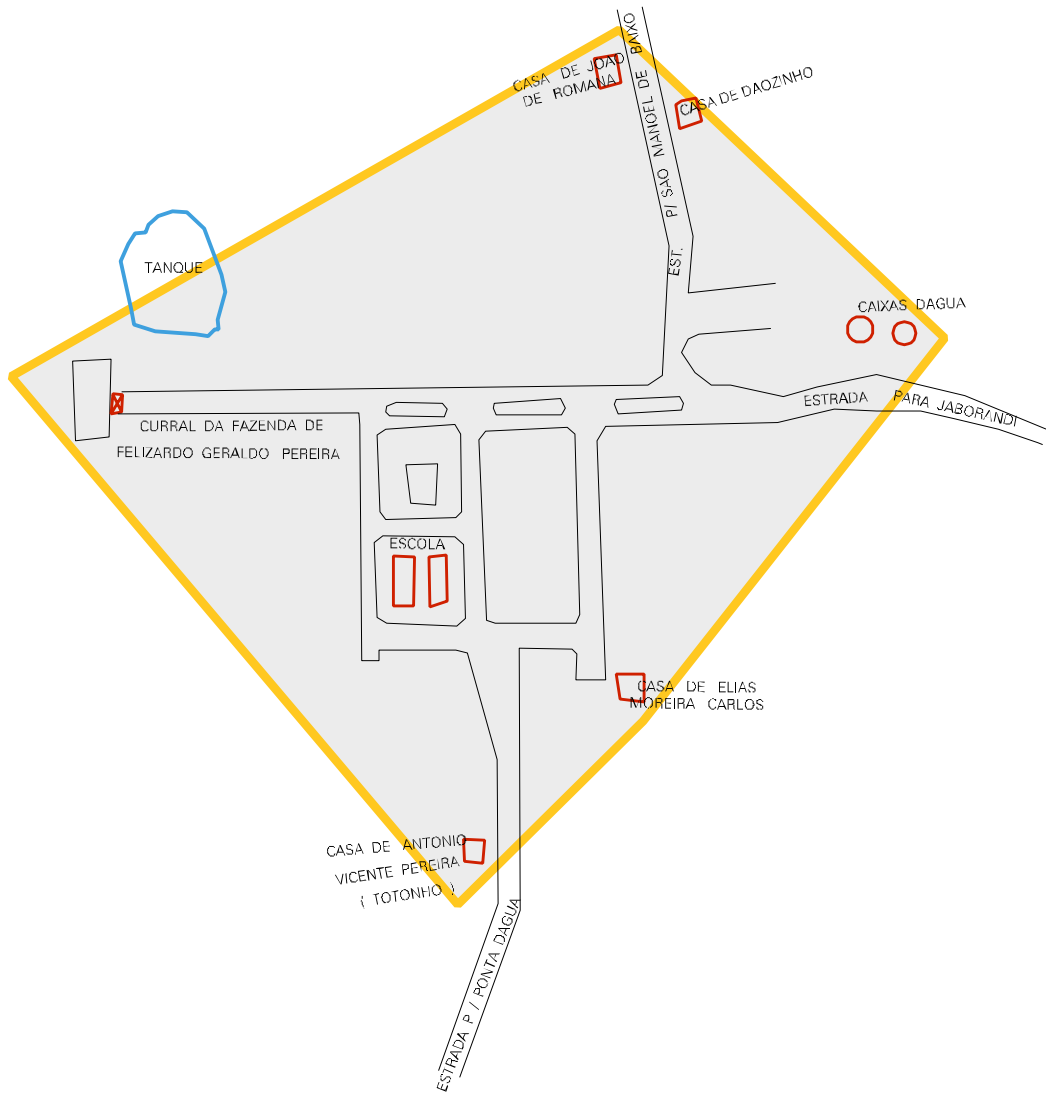 CASA DE JOAO
DE ROMANA
EST. P/ SAO MANOEL DE BAIXO
CASA DE DAOZINHO
TANQUE
CAIXAS DAGUA
ESTRADA PARA JABORANDI
CURRAL DA FAZENDA DE
FELIZARDO GERALDO PEREIRA
ESCOLA
CASA DE ELIAS
MOREIRA CARLOS
CASA DE ANTONIO
VICENTE PEREIRA
( TOTONHO )
ESTRADA P / PONTA DAGUA